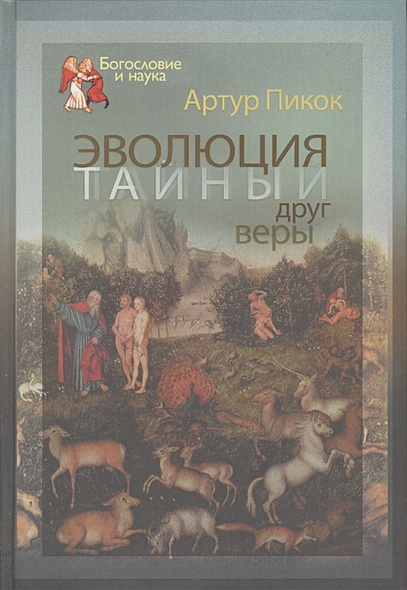 Богословие
и наука
Артур Пикок
ЭВОЛЮЦИЯ
ТАЙНЫЙ
друг
веры